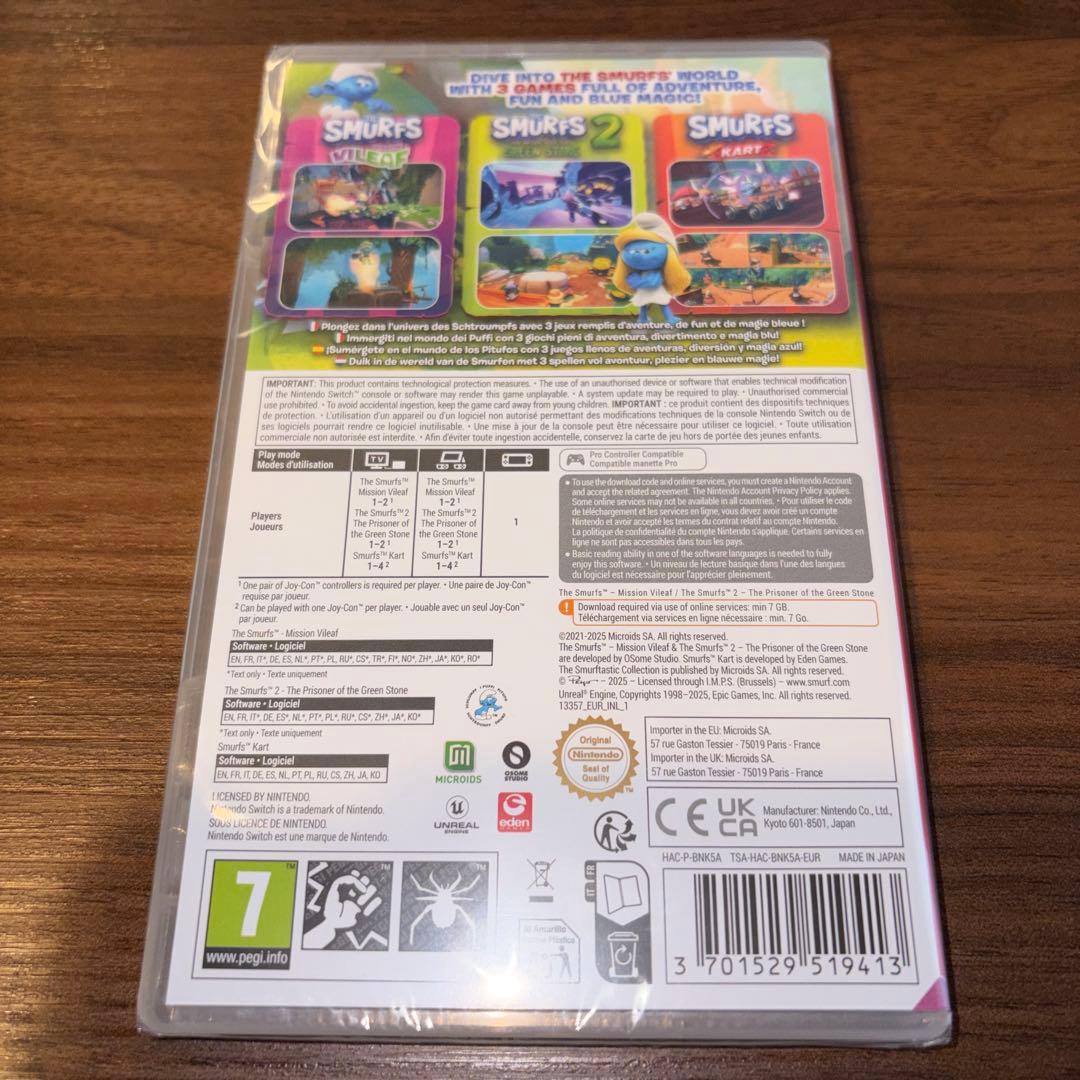 DIVE INTO THE SMURFS' WORLD
WITH 3 GAMES FULL OF ADVENTURE,
FUN AND BLUE MAGIC!
SMURFS
VILEAF
SMURFS 2
SMURFS
KART
Plongez dans l'univers des Schtroumpfs avec 3 jeux remplis d'aventure, de fun et de magie bleue !
Immergiti nel mondo dei Puffi con 3 giochi pieni di avventura, divertimento e magia blu!
¡Sumérgete en el mundo de los Pitufos con 3 juegos llenos de aventuras, diversión y magia azul!
Duik in de wereld van de Smurfen met 3 spellen vol avontuur, plezier en blauwe magie!
IMPORTANT: This product contains technological protection measures. • The use of an unauthorised device or software that enables technical modification
of the Nintendo Switch™ console or software may render this game unplayable. • A system update may be required to play. • Unauthorised commercial
use prohibited. • To avoid accidental ingestion, keep the game card away from young children. IMPORTANT : ce produit contient des dispositifs techniques
de protection. • L'utilisation d'un appareil ou d'un logiciel non autorisé permettant des modifications techniques de la console Nintendo Switch ou de
ses logiciels pourrait rendre ce logiciel inutilisable. • Une mise à jour de la console peut être nécessaire pour utiliser ce logiciel. • Toute utilisation
commerciale non autorisée est interdite. • Afin d'éviter toute ingestion accidentelle, conservez la carte de jeu hors de portée des jeunes enfants.
Play mode
Modes d'utilisation
TV
Players
Joueurs
The Smurfs™
Mission Vileaf
1-2 ¹
The Smurfs™ 2
The Prisoner of
the Green Stone
1-2 ¹
Smurfs™ Kart
1-4 ²
The Smurfs™
Mission Vileaf
1-2 ¹
The Smurfs™ 2
The Prisoner of
the Green Stone
1-2 ¹
Smurfs™ Kart
1-4 ²
1
¹ One pair of Joy-Con™ controllers is required per player. • Une paire de Joy-Con™
requise par joueur.
² Can be played with one Joy-Con™ per player. • Jouable avec un seul Joy-Con™
par joueur.
Pro Controller Compatible
Compatible manette Pro
• To use the download code and online services, you must create a Nintendo Account
and accept the related agreement. The Nintendo Account Privacy Policy applies.
Some online services may not be available in all countries. • Pour utiliser le code
de téléchargement et les services en ligne, vous devez avoir créé un compte
Nintendo et avoir accepté les termes du contrat relatif au compte Nintendo.
La politique de confidentialité du compte Nintendo s'applique. Certains services en
ligne ne sont pas accessibles dans tous les pays.
• Basic reading ability in one of the software languages is needed to fully
enjoy this software. • Un niveau de lecture basique dans l'une des langues
du logiciel est nécessaire pour l'apprécier pleinement.
The Smurfs™ – Mission Vileaf / The Smurfs™ 2 – The Prisoner of the Green Stone
! Download required via use of online services: min 7 GB.
Téléchargement via services en ligne nécessaire : min. 7 Go.
The Smurfs™ - Mission Vileaf
Software • Logiciel
EN, FR, IT*, DE, ES, NL*, PT*, PL, RU*, CS*, TR*, FI*, NO*, ZH*, JA*, KO*, RO*
*Text only • Texte uniquement
The Smurfs™ 2 - The Prisoner of the Green Stone
Software • Logiciel
EN, FR, IT*, DE, ES*, NL*, PT*, PL*, RU*, CS*, ZH*, JA*, KO*
*Text only • Texte uniquement
Smurfs™ Kart
Software • Logiciel
EN, FR, IT, DE, ES, NL, PT, PL, RU, CS, ZH, JA, KO
LICENSED BY NINTENDO.
Nintendo Switch is a trademark of Nintendo.
SOUS LICENCE DE NINTENDO.
Nintendo Switch est une marque de Nintendo.
©2021-2025 Microids SA. All rights reserved.
The Smurfs™ – Mission Vileaf & The Smurfs™ 2 – The Prisoner of the Green Stone
are developed by OSome Studio. Smurfs™ Kart is developed by Eden Games.
The Smurftastic Collection is published by Microids SA. All rights reserved.
© Peyo – 2025 – Licensed through I.M.P.S. (Brussels) – www.smurf.com
Unreal® Engine, Copyrights 1998–2025, Epic Games, Inc. All rights reserved.
13357_EUR_INL_1
MICROIDS
OSOME
STUDIO
UNREAL
ENGINE
eden
GAMES
Original
Nintendo
Seal of
Quality
TM
Importer in the EU: Microids SA.
57 rue Gaston Tessier - 75019 Paris - France
Importer in the UK: Microids SA.
57 rue Gaston Tessier - 75019 Paris - France
CE UK
CA
Manufacturer: Nintendo Co., Ltd.,
Kyoto 601-8501, Japan
HAC-P-BNK5A TSA-HAC-BNK5A-EUR MADE IN JAPAN
7
www.pegi.info
FR
IT
Al Amarillo
3 701529 519413